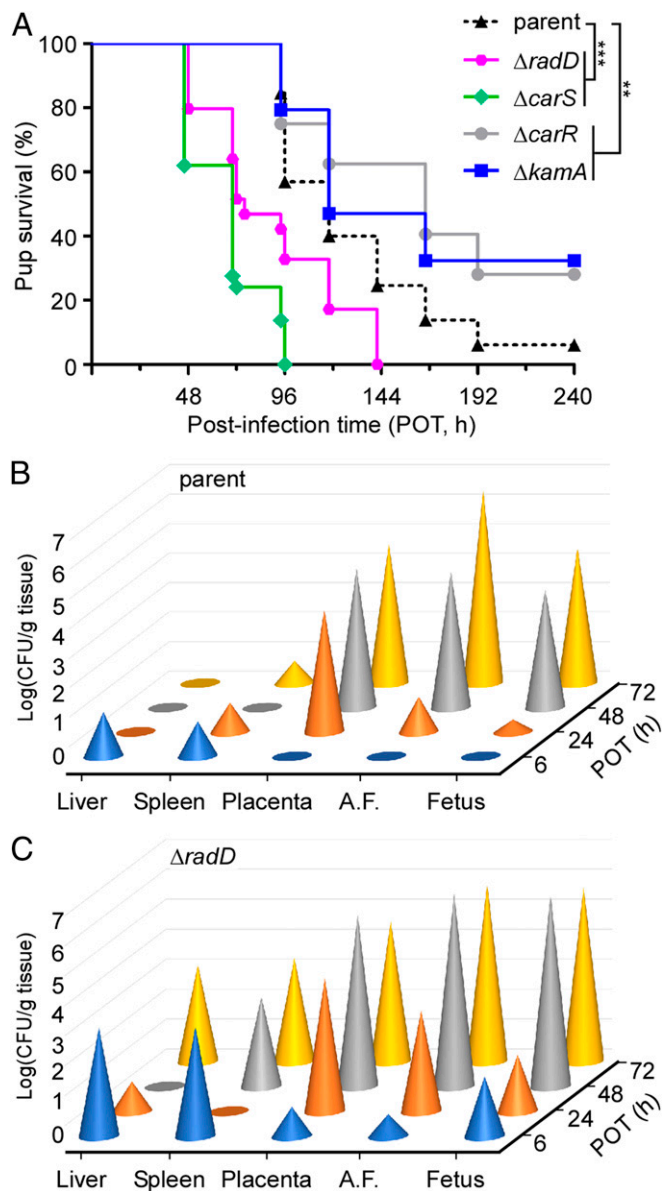 A
parent
ΔradD
ΔcarS
ΔcarR
ΔkamA
***
**
Pup survival (%)
100
80
60
40
20
0
48
96
144
192
240
Post-infection time (POT, h)
B
parent
Log(CFU/g tissue)
7
6
5
4
3
2
1
0
Liver
Spleen
Placenta
A.F.
Fetus
6
24
48
72
POT (h)
C
ΔradD
Log(CFU/g tissue)
7
6
5
4
3
2
1
0
Liver
Spleen
Placenta
A.F.
Fetus
6
24
48
72
POT (h)